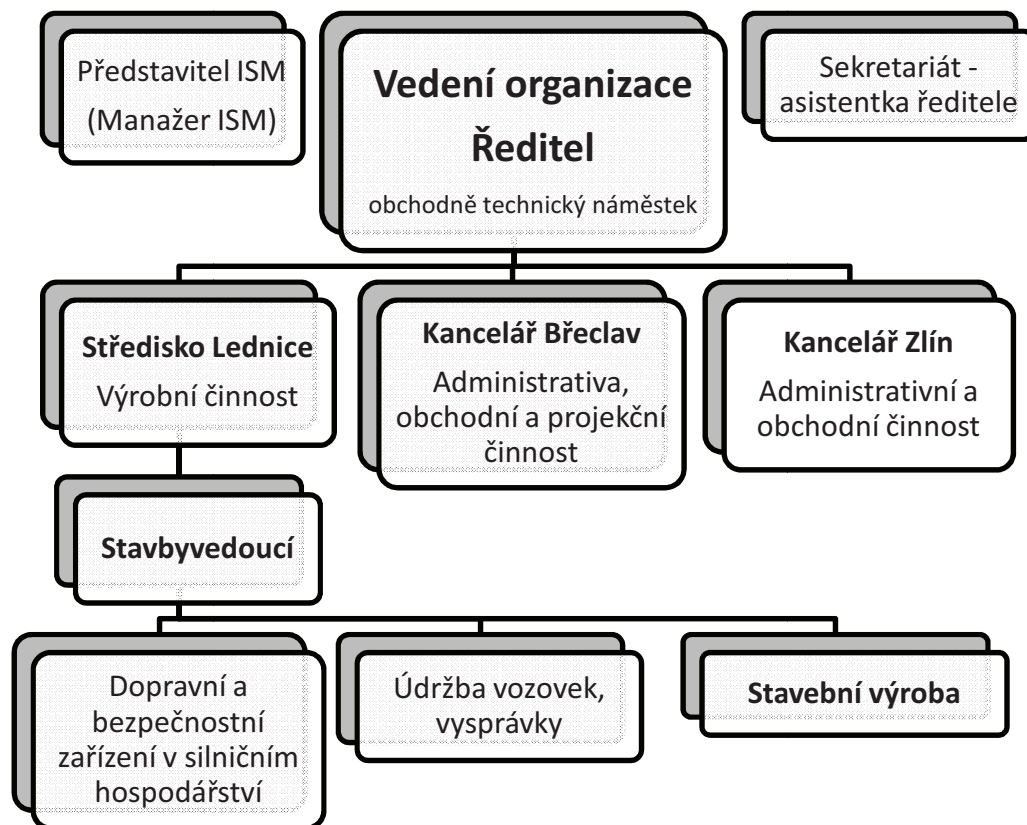 Představitel ISM
(Manažer ISM)
Vedení organizace
Ředitel
obchodně technický náměstek
Sekretariát -
asistentka ředitele
Středisko Lednice
Výrobní činnost
Kancelář Břeclav
Administrativa,
obchodní a projekční
činnost
Kancelář Zlín
Administrativní a
obchodní činnost
Stavbyvedoucí
Dopravní a
bezpečnostní
zařízení v silničním
hospodářství
Údržba vozovek,
vysprávky
Stavební výroba